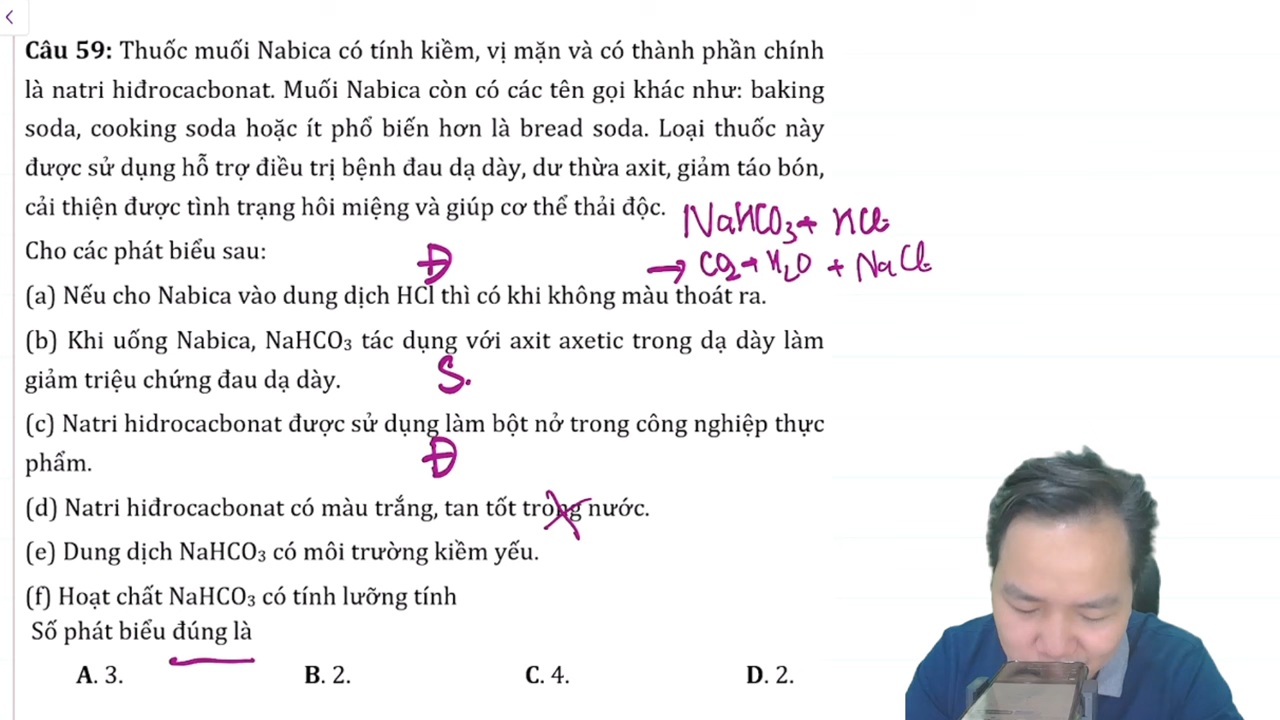 Câu 59: Thuốc muối Nabica có tính kiềm, vị mặn và có thành phần chính
là natri hiđrocacbonat. Muối Nabica còn có các tên gọi khác như: baking
soda, cooking soda hoặc ít phổ biến hơn là bread soda. Loại thuốc này
được sử dụng hỗ trợ điều trị bệnh đau dạ dày, dư thừa axit, giảm táo bón,
cải thiện được tình trạng hôi miệng và giúp cơ thể thải độc.
NaHCO3 + HCl
→ CO2 + H2O + NaCl
Cho các phát biểu sau:
Đ
(a) Nếu cho Nabica vào dung dịch HCl thì có khi không màu thoát ra.
(b) Khi uống Nabica, NaHCO₃ tác dụng với axit axetic trong dạ dày làm
giảm triệu chứng đau dạ dày.
S.
(c) Natri hidrocacbonat được sử dụng làm bột nở trong công nghiệp thực
phẩm.
Đ
(d) Natri hiđrocacbonat có màu trắng, tan tốt trong nước.
(e) Dung dịch NaHCO₃ có môi trường kiềm yếu.
(f) Hoạt chất NaHCO₃ có tính lưỡng tính
Số phát biểu đúng là
A. 3. B. 2. C. 4. D. 2.